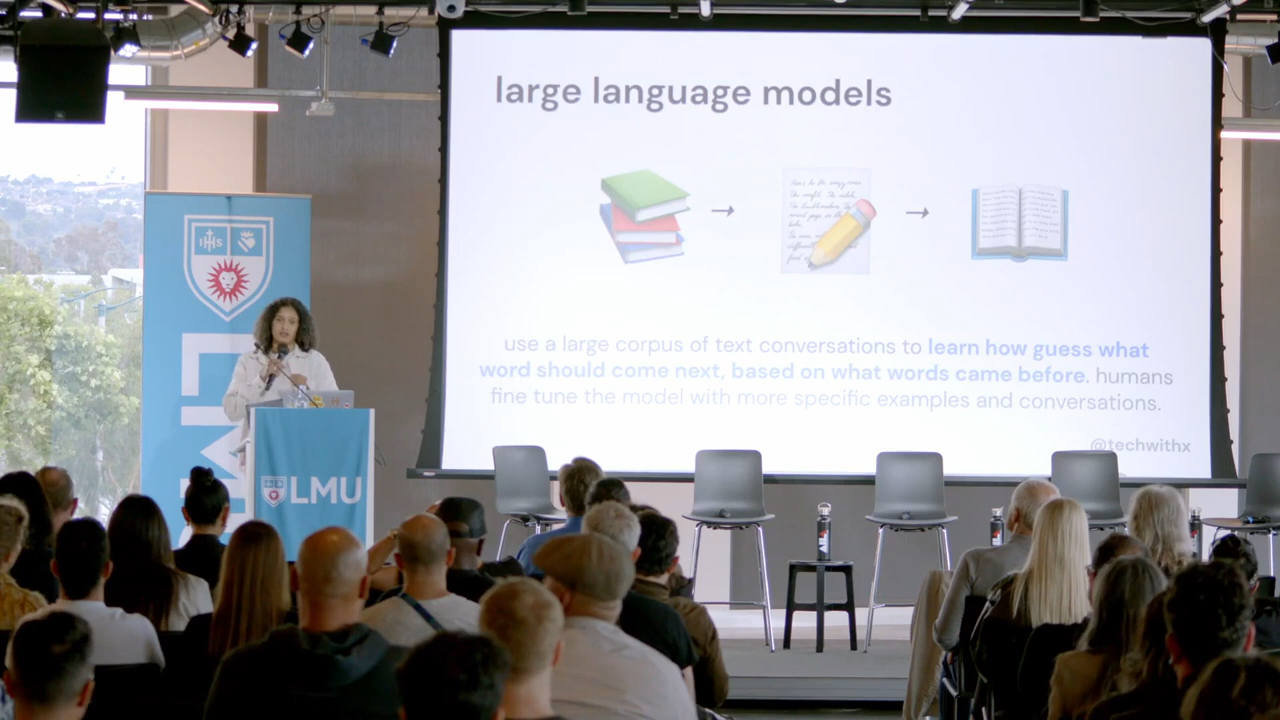 large language models
use a large corpus of text conversations to learn how guess what
word should come next, based on what words came before. humans
fine tune the model with more specific examples and conversations.
@techwithx
IHS
LMU
LMU